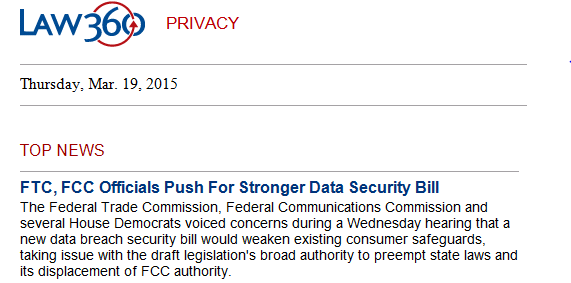 LAW360 PRIVACY
Thursday, Mar. 19, 2015
TOP NEWS
FTC, FCC Officials Push For Stronger Data Security Bill
The Federal Trade Commission, Federal Communications Commission and
several House Democrats voiced concerns during a Wednesday hearing that a
new data breach security bill would weaken existing consumer safeguards,
taking issue with the draft legislation's broad authority to preempt state laws and
its displacement of FCC authority.